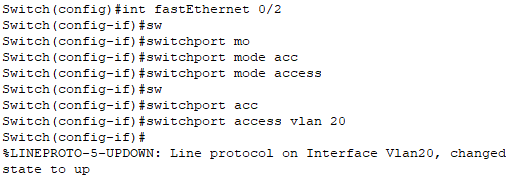 Switch(config)#int fastEthernet 0/2
Switch(config-if)#sw
Switch(config-if)#switchport mo
Switch(config-if)#switchport mode acc
Switch(config-if)#switchport mode access
Switch(config-if)#sw
Switch(config-if)#switchport acc
Switch(config-if)#switchport access vlan 20
Switch(config-if)#
%LINEPROTO-5-UPDOWN: Line protocol on Interface Vlan20, changed
state to up